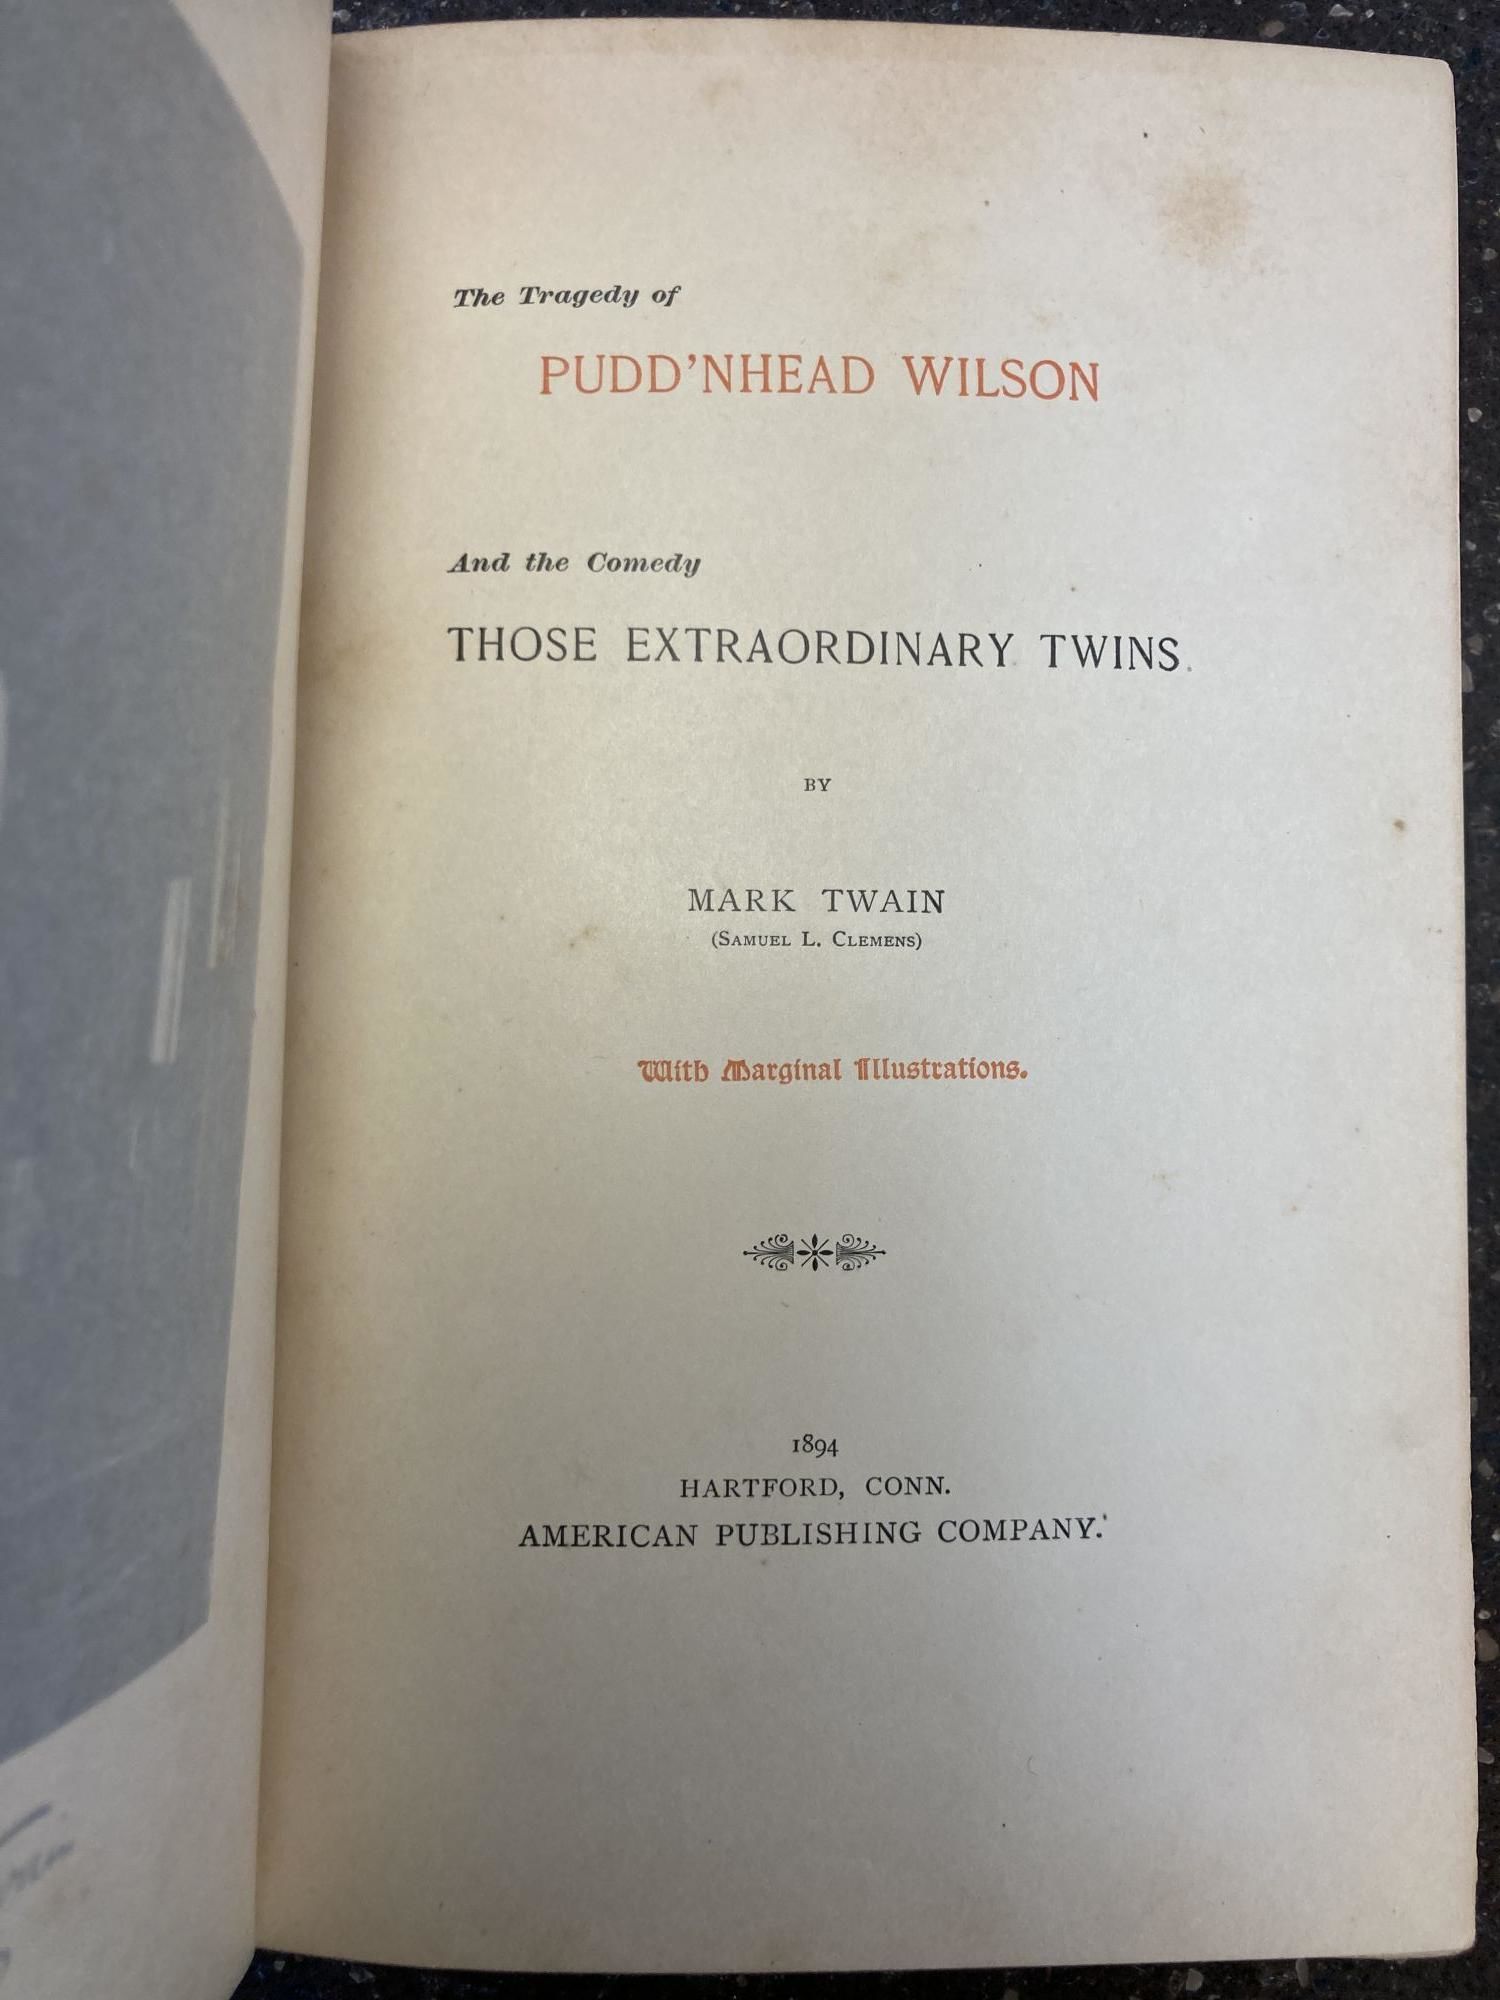 The Tragedy of
PUDD'NHEAD WILSON
And the Comedy
THOSE EXTRAORDINARY TWINS.
BY
MARK TWAIN
(SAMUEL L. CLEMENS)
With Marginal Illustrations.
1894
HARTFORD, CONN.
AMERICAN PUBLISHING COMPANY.